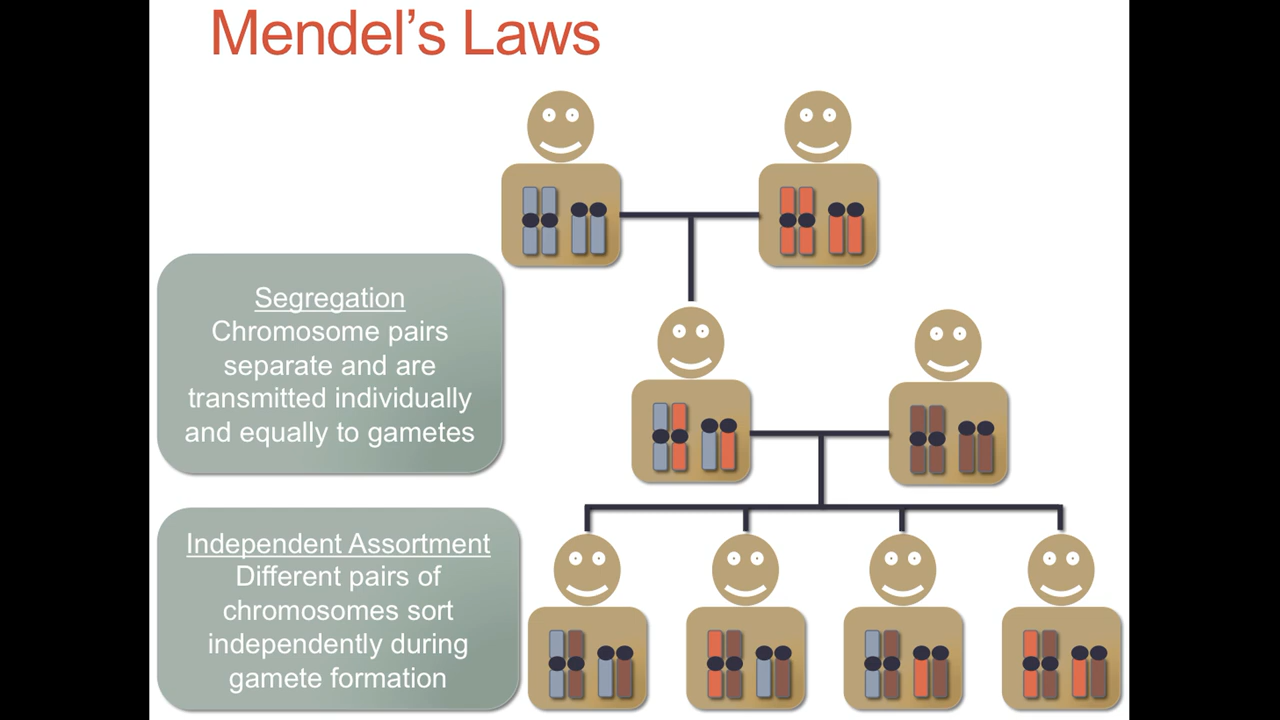 Mendel’s Laws
Segregation
Chromosome pairs
separate and are
transmitted individually
and equally to gametes
Independent Assortment
Different pairs of
chromosomes sort
independently during
gamete formation